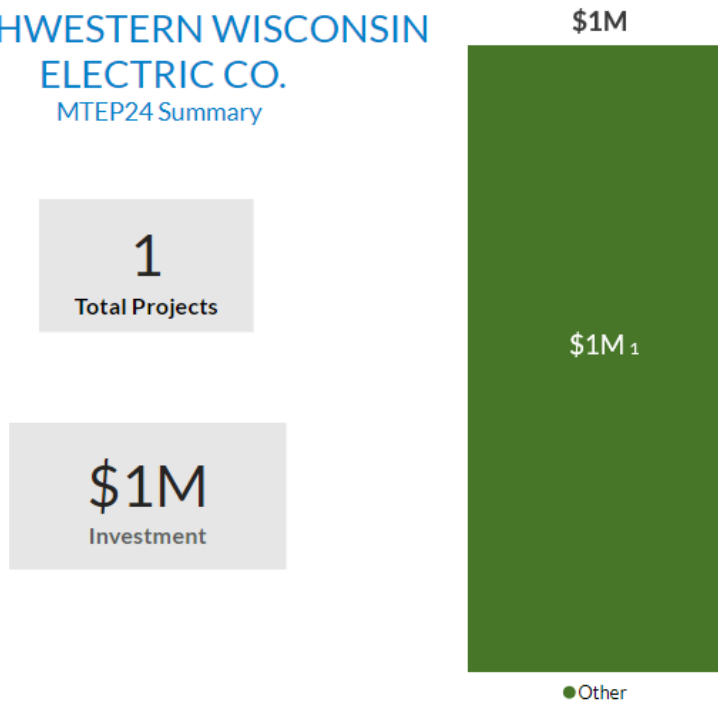 HWESTERN WISCONSIN
ELECTRIC CO.
MTEP24 Summary
1
Total Projects
$1M
Investment
$1M
$1M 1
Other